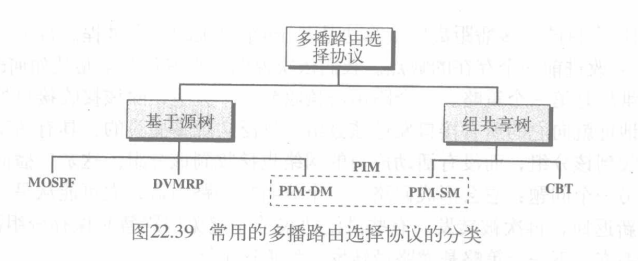 多播路由选
择协议
基于源树
组共享树
PIM
MOSPF
DVMRP
PIM-DM
PIM-SM
CBT
图22.39 常用的多播路由选择协议的分类